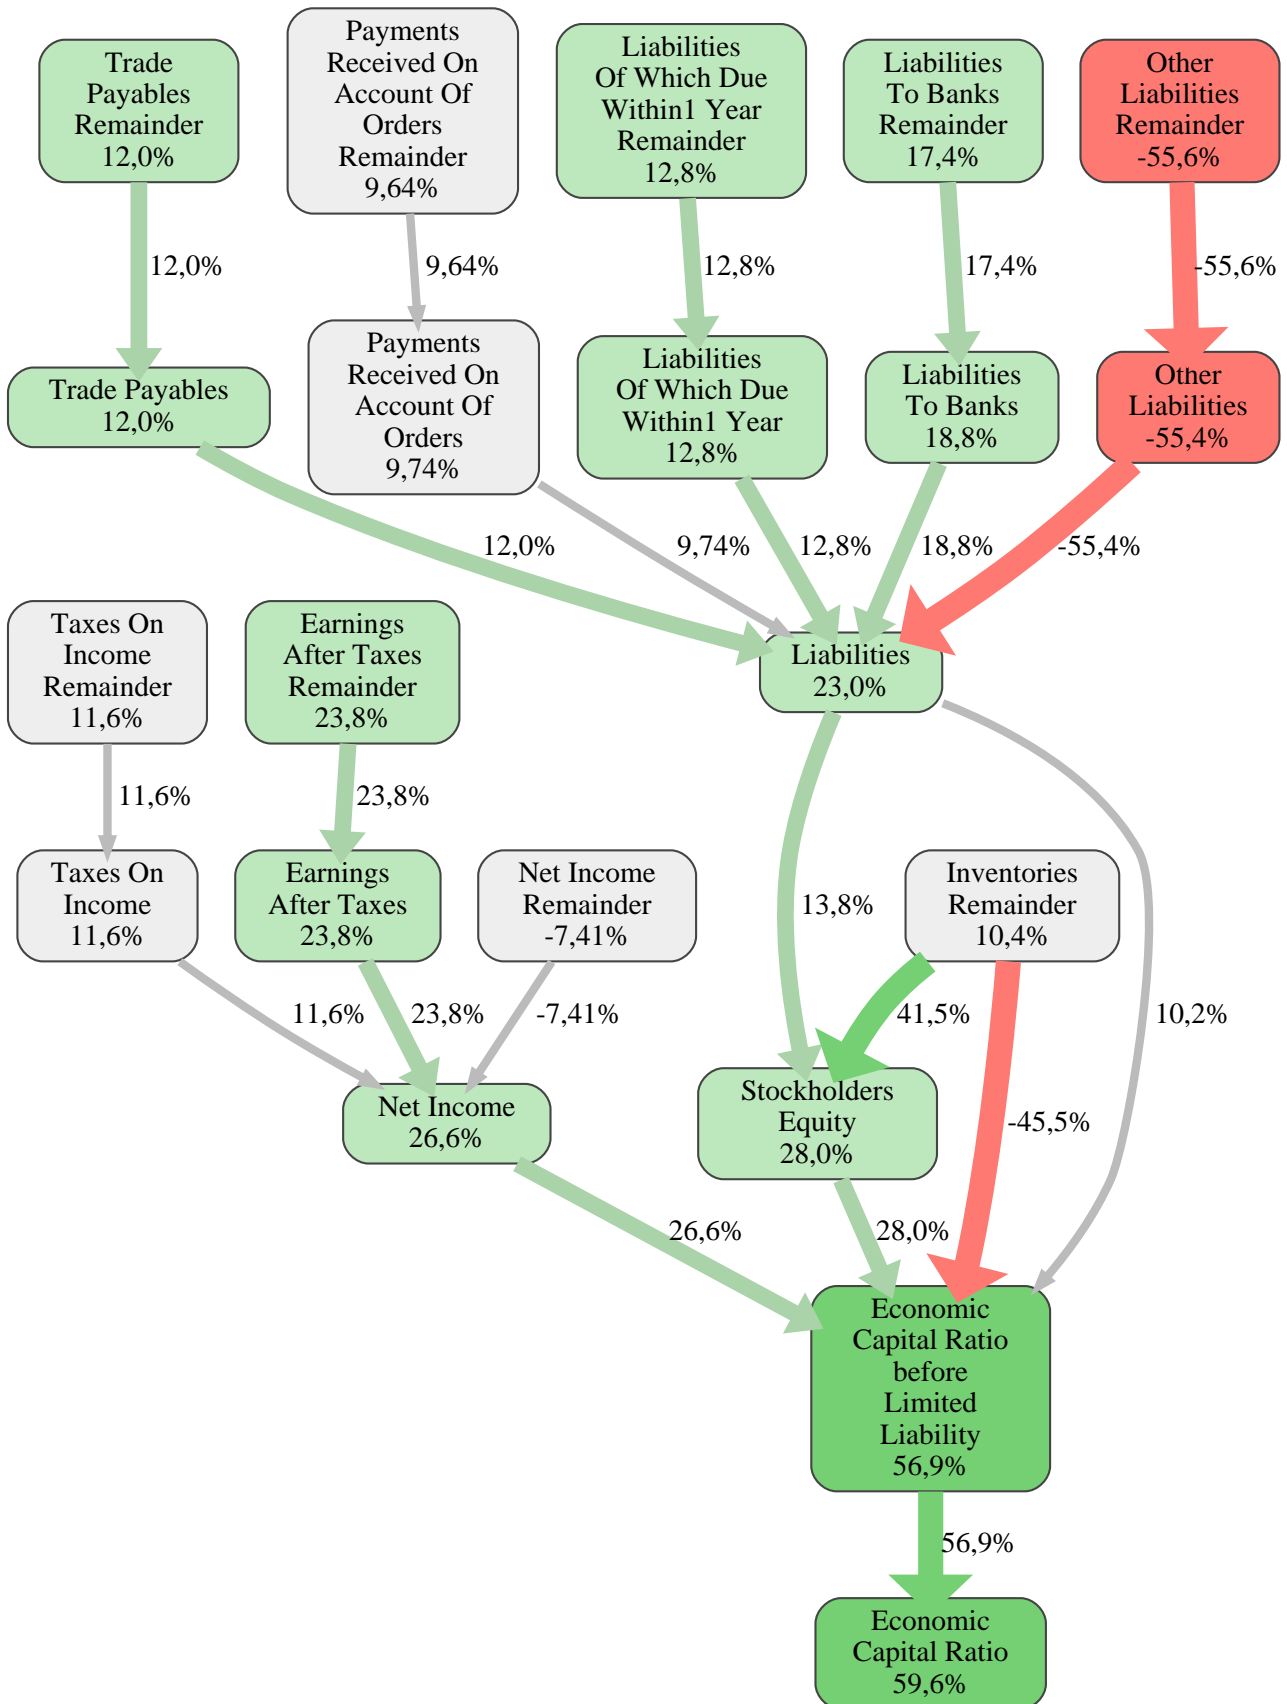 Trade
Payables
Remainder
12,0%
Payments
Received On
Account Of
Orders
Remainder
9,64%
Liabilities
Of Which Due
Within1 Year
Remainder
12,8%
Liabilities
To Banks
Remainder
17,4%
Other
Liabilities
Remainder
-55,6%
12,0%
9,64%
12,8%
17,4%
-55,6%
Trade Payables
12,0%
Payments
Received On
Account Of
Orders
9,74%
Liabilities
Of Which Due
Within1 Year
12,8%
Liabilities
To Banks
18,8%
Other
Liabilities
-55,4%
12,0%
9,74%
12,8%
18,8%
-55,4%
Taxes On
Income
Remainder
11,6%
Earnings
After Taxes
Remainder
23,8%
Liabilities
23,0%
11,6%
23,8%
Taxes On
Income
11,6%
Earnings
After Taxes
23,8%
Net Income
Remainder
-7,41%
13,8%
Inventories
Remainder
10,4%
11,6%
23,8%
-7,41%
41,5%
10,2%
Net Income
26,6%
Stockholders
Equity
28,0%
-45,5%
26,6%
28,0%
Economic
Capital Ratio
before
Limited
Liability
56,9%
56,9%
Economic
Capital Ratio
59,6%